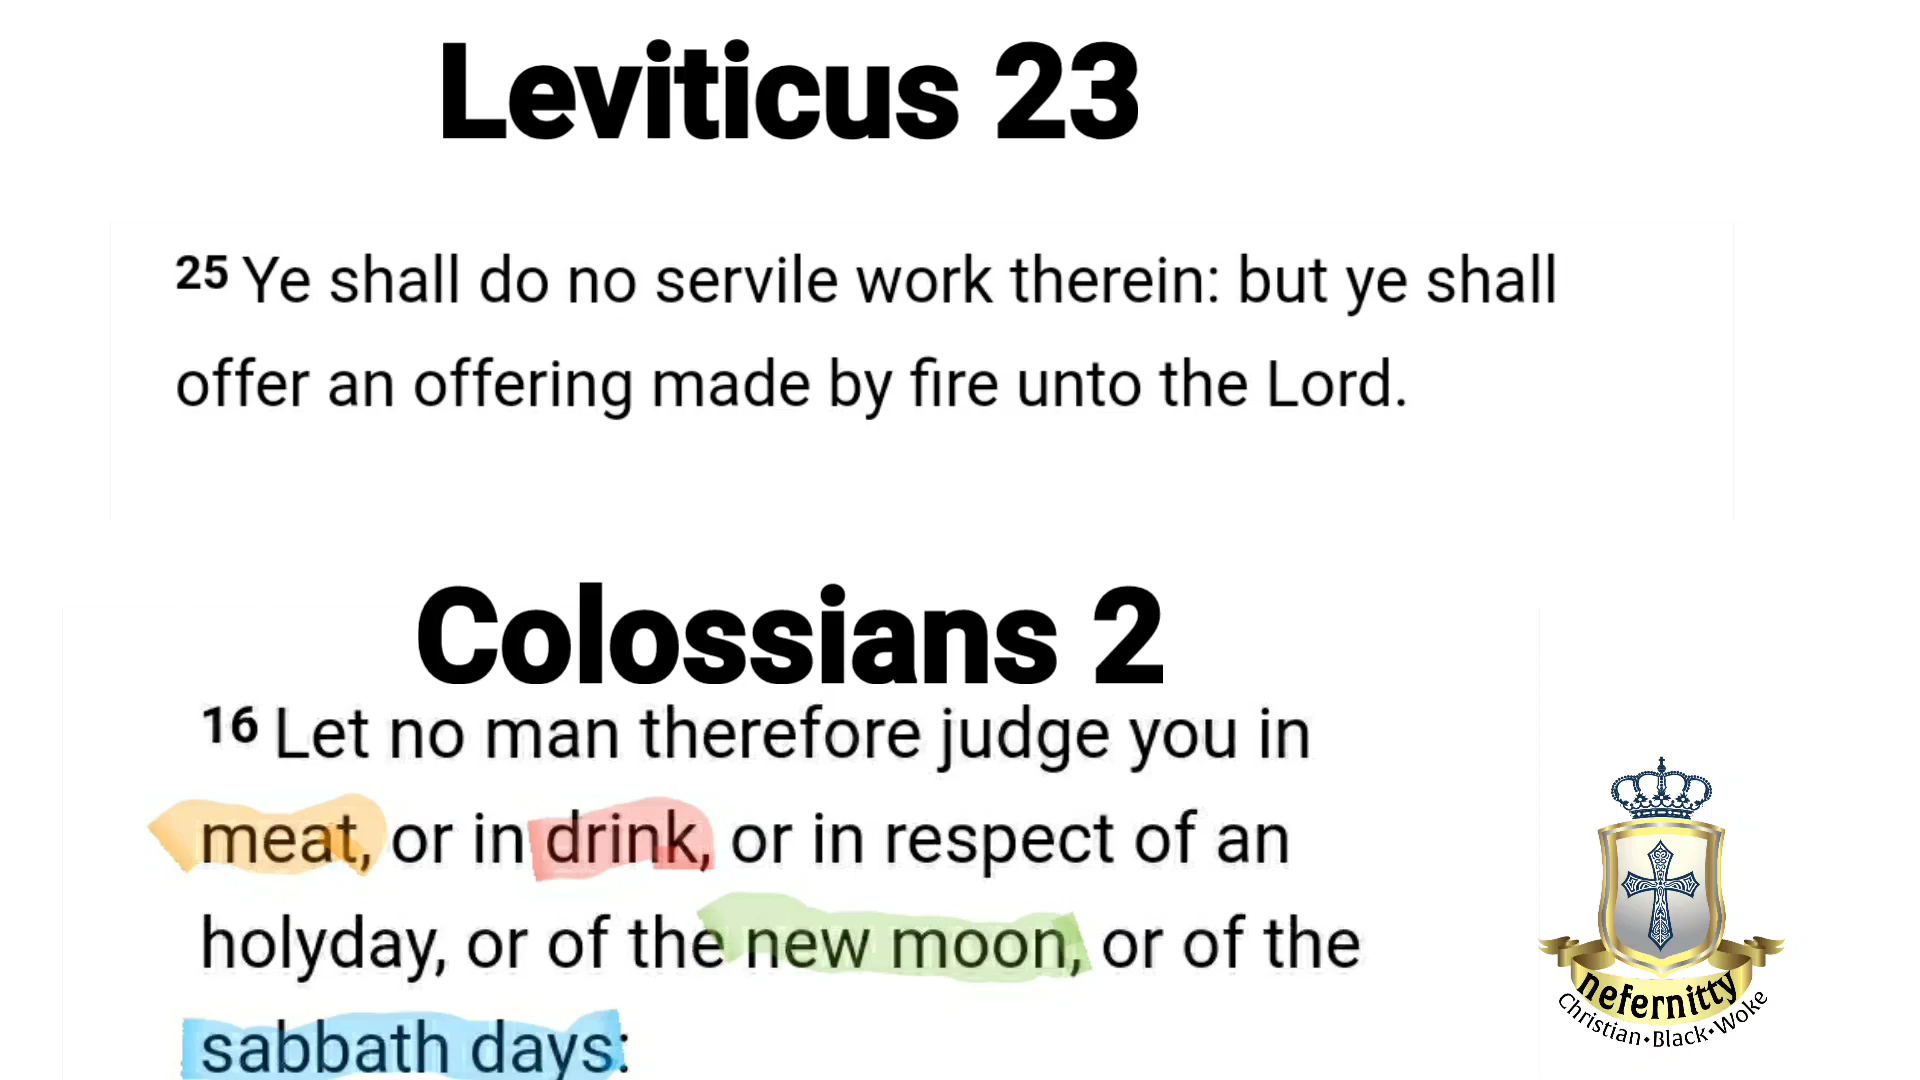 Leviticus 23
25 Ye shall do no servile work therein: but ye shall
offer an offering made by fire unto the Lord.
Colossians 2
16 Let no man therefore judge you in
meat, or in drink, or in respect of an
holyday, or of the new moon, or of the
sabbath days:
nefernitty
Christian•Black•Woke